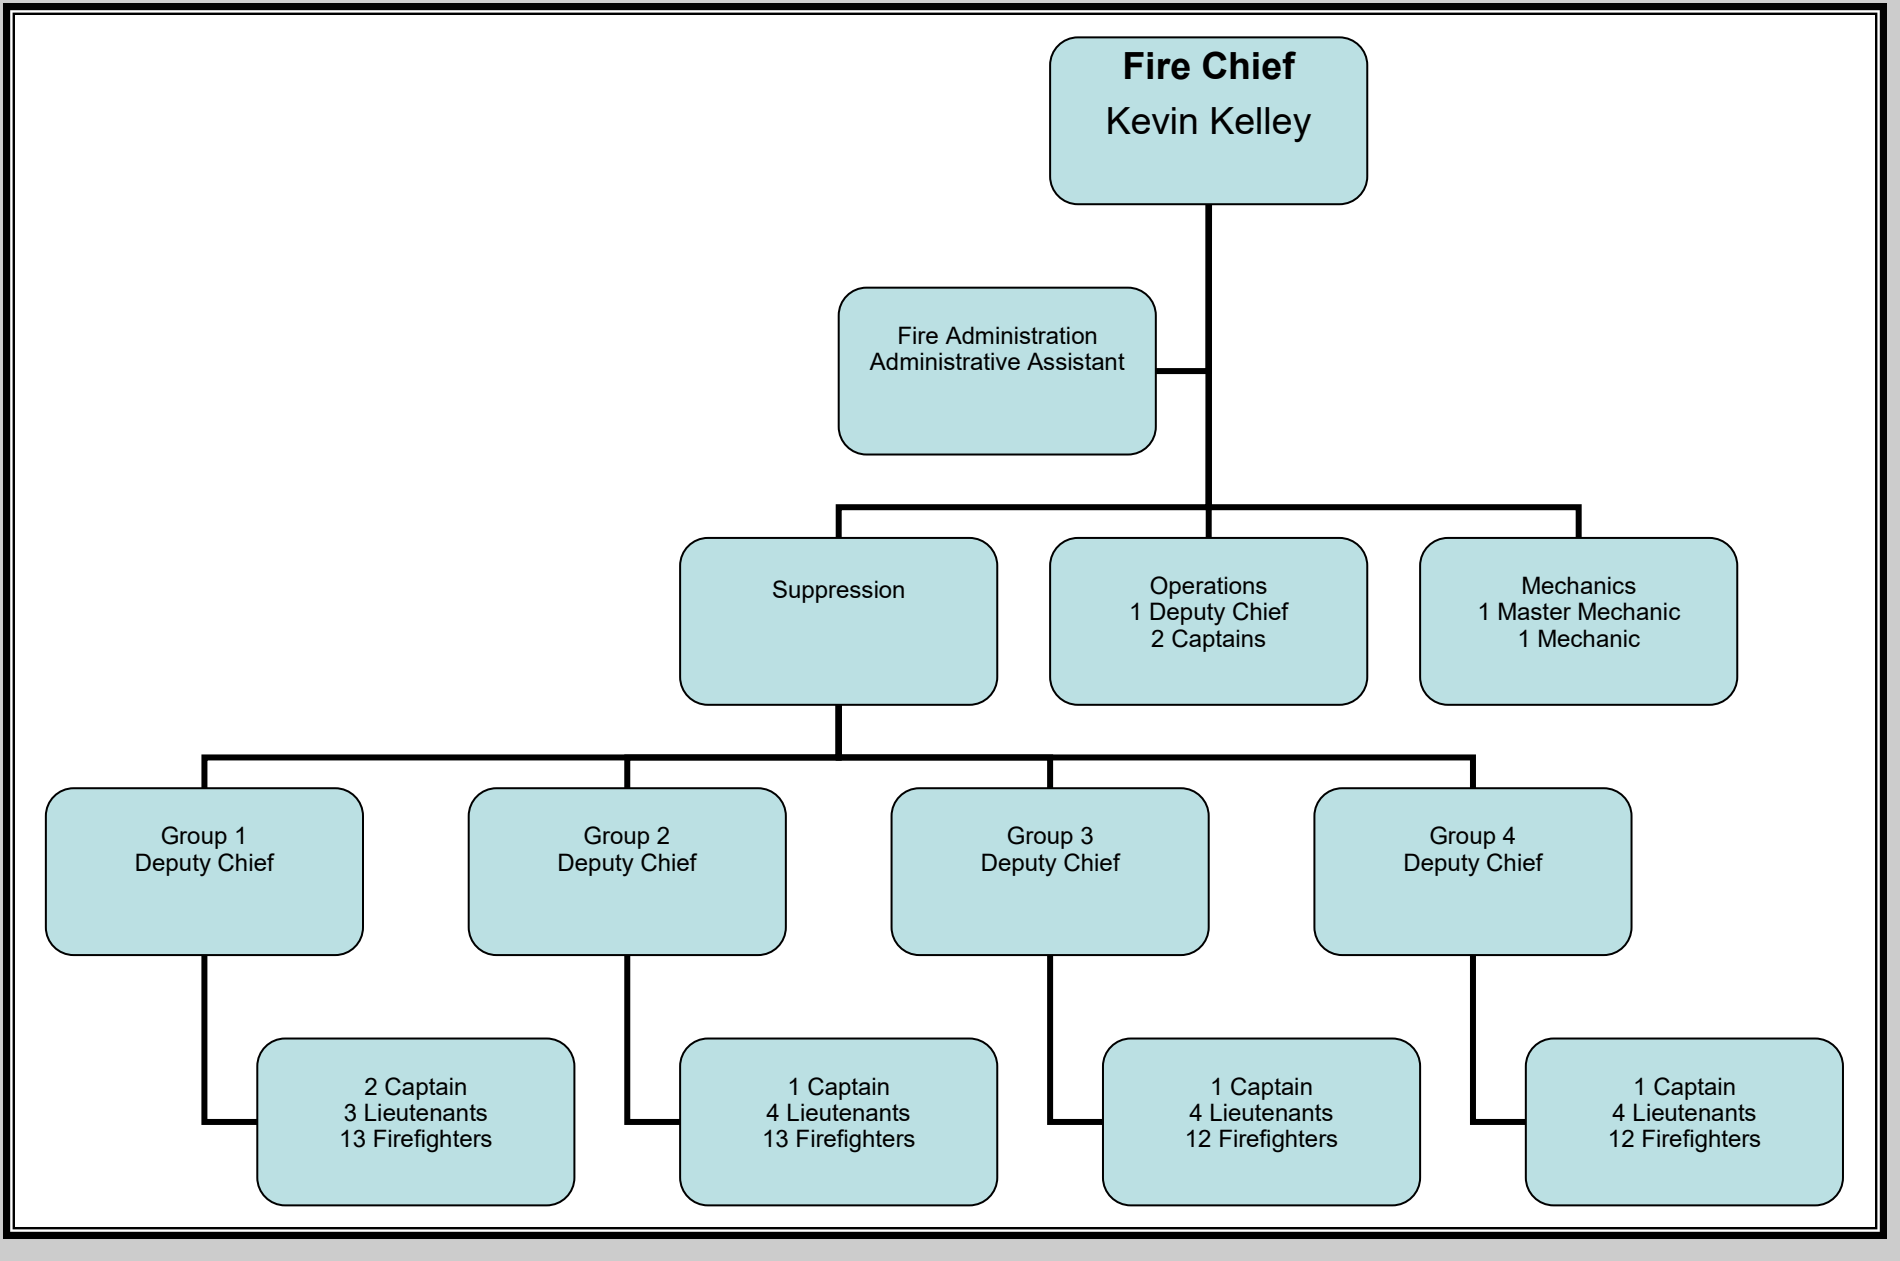 Fire Chief
Kevin Kelley
Fire Administration
Administrative Assistant
Suppression
Operations
1 Deputy Chief
2 Captains
Mechanics
1 Master Mechanic
1 Mechanic
Group 1
Deputy Chief
Group 2
Deputy Chief
Group 3
Deputy Chief
Group 4
Deputy Chief
2 Captain
3 Lieutenants
13 Firefighters
1 Captain
4 Lieutenants
13 Firefighters
1 Captain
4 Lieutenants
12 Firefighters
1 Captain
4 Lieutenants
12 Firefighters